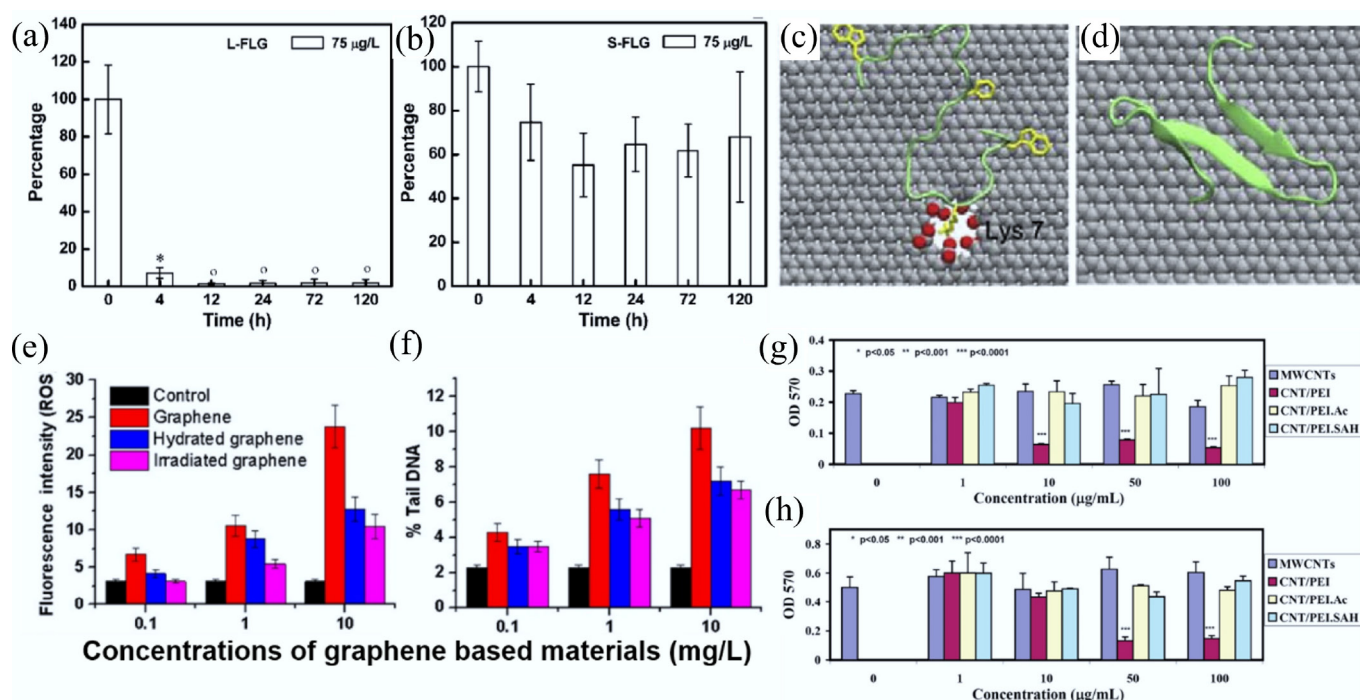 (a)
L-FLG 75 μg/L
Percentage
140
120
100
80
60
40
20
0
0 4 12 24 72 120
* o o o o
Time (h)
(b)
S-FLG 75 μg/L
Percentage
120
100
80
60
40
20
0
0 4 12 24 72 120
Time (h)
(c)
Lys 7
(d)
(e)
Fluorescence intensity (ROS
30
25
20
15
10
5
0
Control
Graphene
Hydrated graphene
Irradiated graphene
0.1 1 10
(f)
% Tail DNA
12
10
8
6
4
2
0
0.1 1 10
Concentrations of graphene based materials (mg/L)
(g)
* p<0.05 ** p<0.001 *** p<0.0001
OD 570
0.4
0.3
0.2
0.1
0
*** *** ***
0 1 10 50 100
Concentration (μg/mL)
MWCNTs
CNT/PEI
CNT/PEI.Ac
CNT/PEI.SAH
(h)
* p<0.05 ** p<0.001 *** p<0.0001
OD 570
0.6
0.4
0.2
0
*** ***
0 1 10 50 100
Concentration (μg/mL)
MWCNTs
CNT/PEI
CNT/PEI.Ac
CNT/PEI.SAH